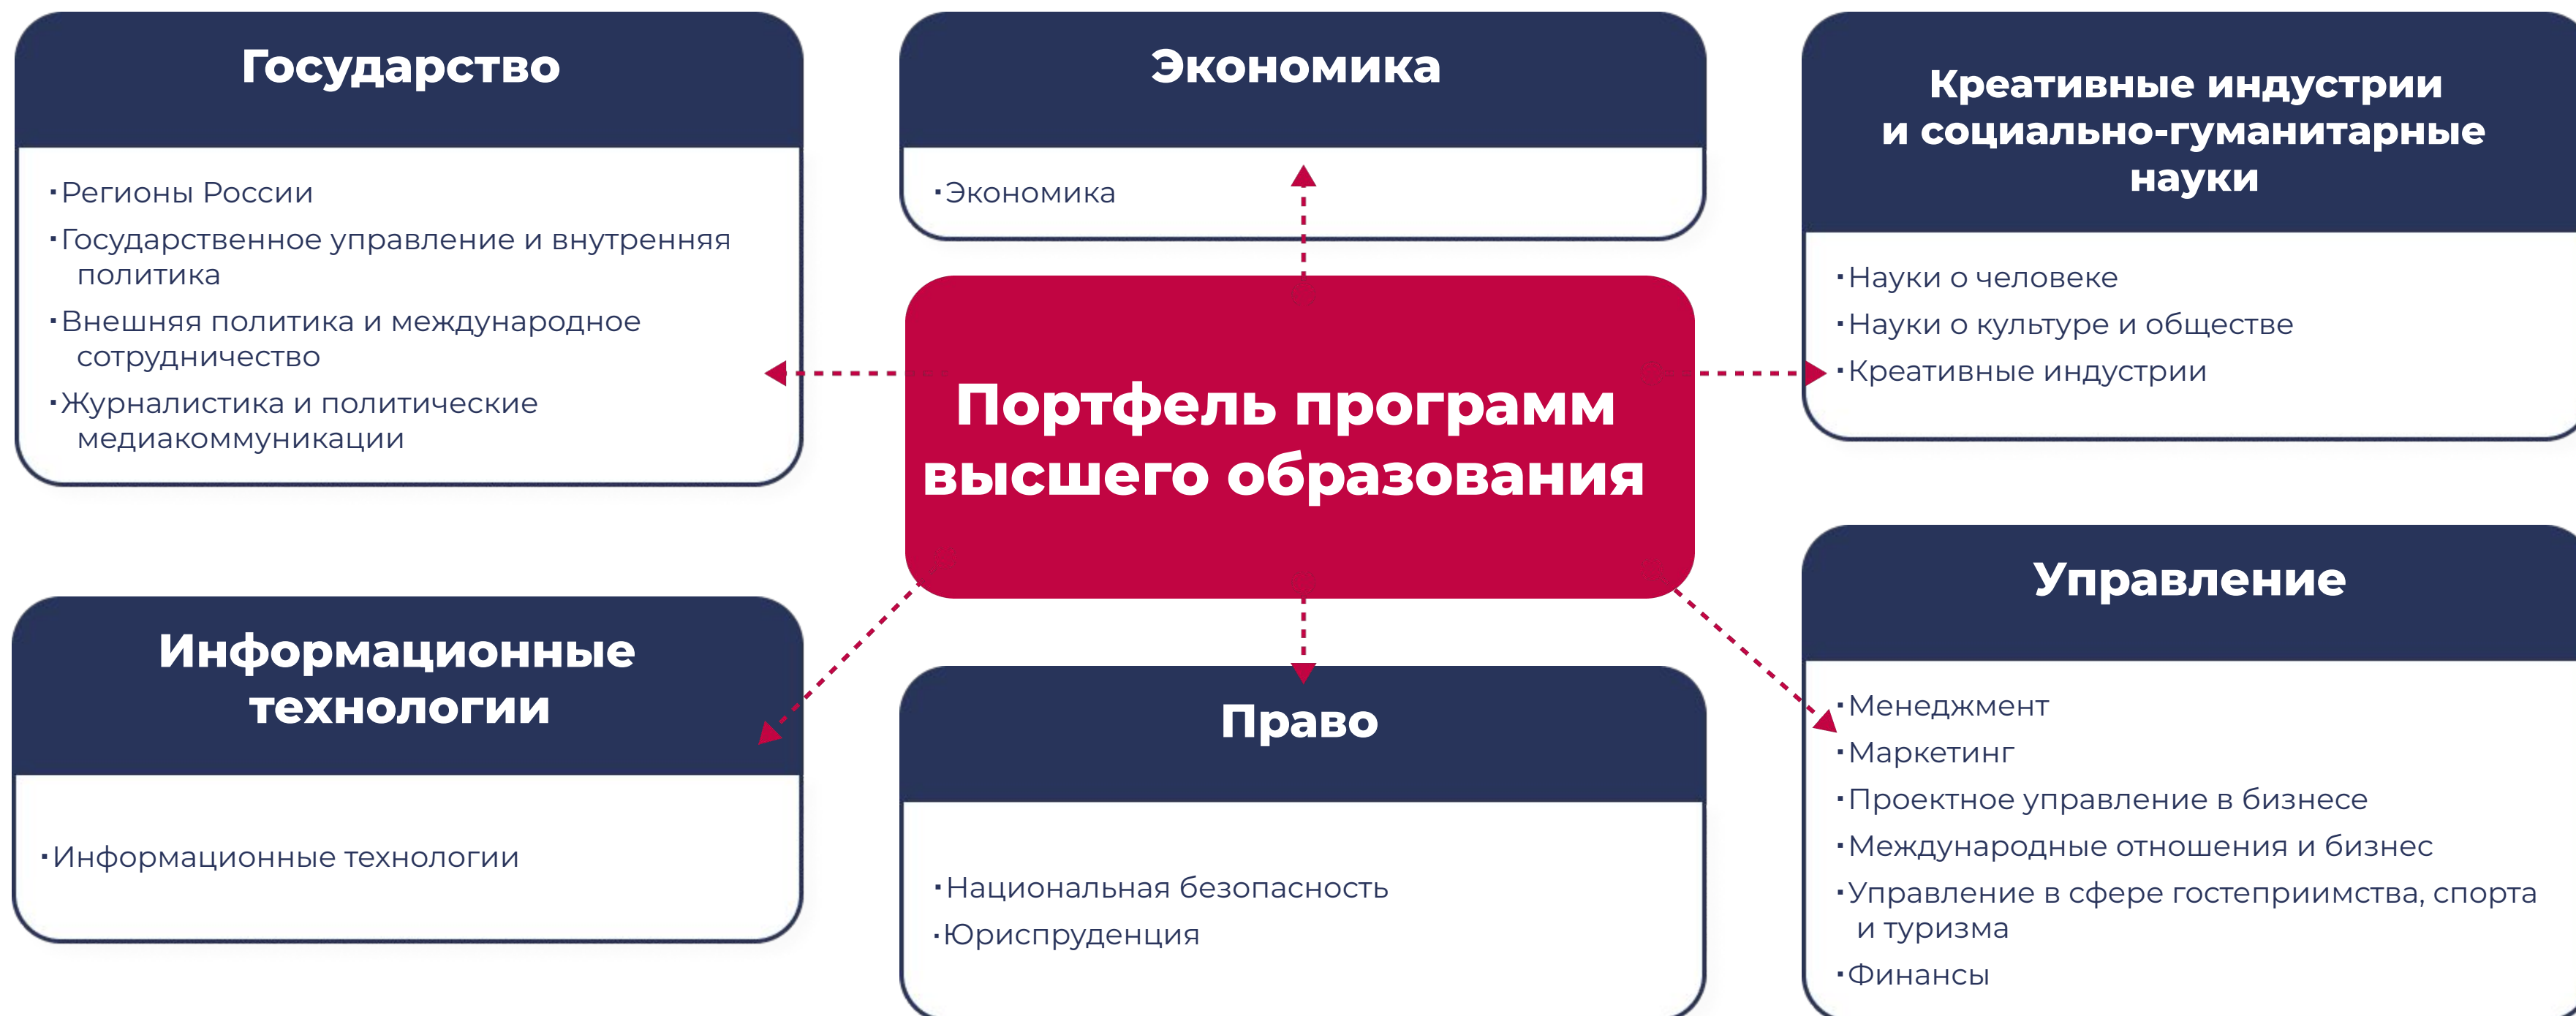 Государство
▪Регионы России
▪Государственное управление и внутренняя
политика
▪Внешняя политика и международное
сотрудничество
▪Журналистика и политические
медиакоммуникации
Экономика
▪Экономика
Креативные индустрии
и социально-гуманитарные
науки
▪Науки о человеке
▪Науки о культуре и обществе
▪Креативные индустрии
Портфель программ
высшего образования
Информационные
технологии
▪Информационные технологии
Право
▪Национальная безопасность
▪Юриспруденция
Управление
▪Менеджмент
▪Маркетинг
▪Проектное управление в бизнесе
▪Международные отношения и бизнес
▪Управление в сфере гостеприимства, спорта
и туризма
▪Финансы